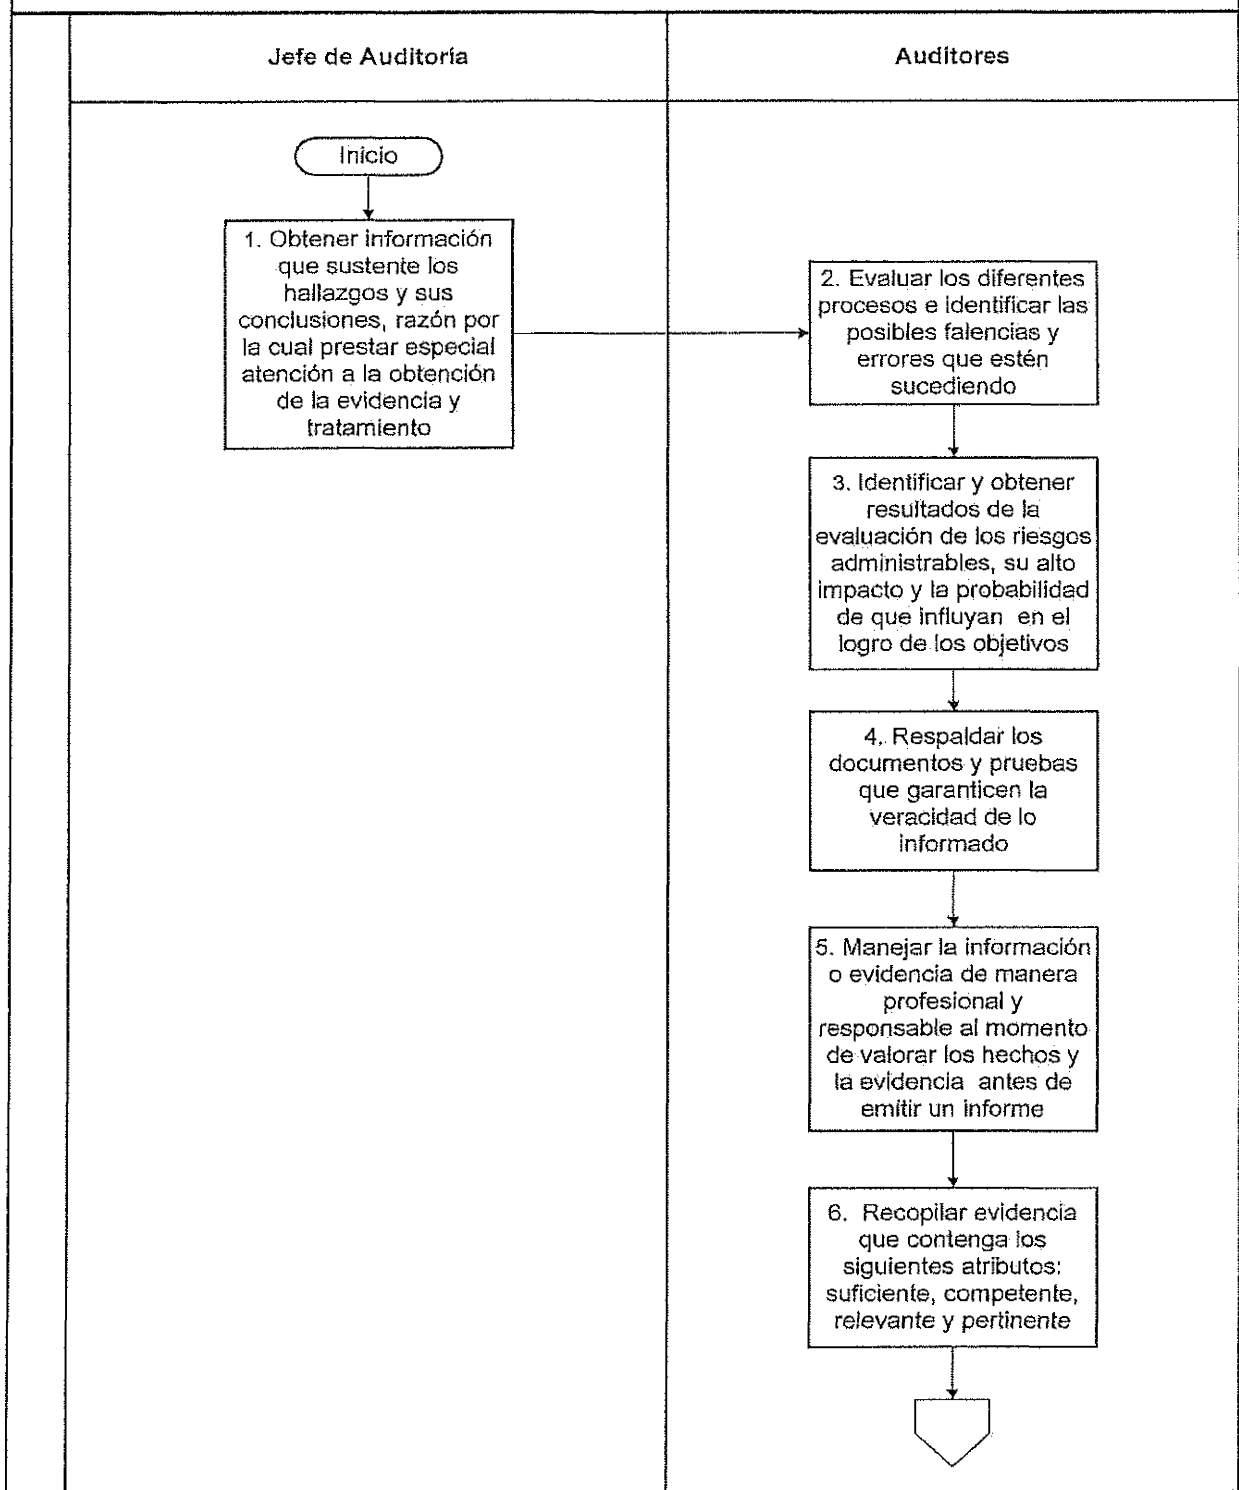 Jefe de Auditoría
Auditores
Inicio
1. Obtener información
que sustente los
hallazgos y sus
conclusiones, razón por
la cual prestar especial
atención a la obtención
de la evidencia y
tratamiento
2. Evaluar los diferentes
procesos e identificar las
posibles falencias y
errores que estén
sucediendo
3. Identificar y obtener
resultados de la
evaluación de los riesgos
administrables, su alto
impacto y la probabilidad
de que influyan en el
logro de los objetivos
4. Respaldar los
documentos y pruebas
que garanticen la
veracidad de lo
informado
5. Manejar la información
o evidencia de manera
profesional y
responsable al momento
de valorar los hechos y
la evidencia antes de
emitir un informe
6. Recopilar evidencia
que contenga los
siguientes atributos:
suficiente, competente,
relevante y pertinente